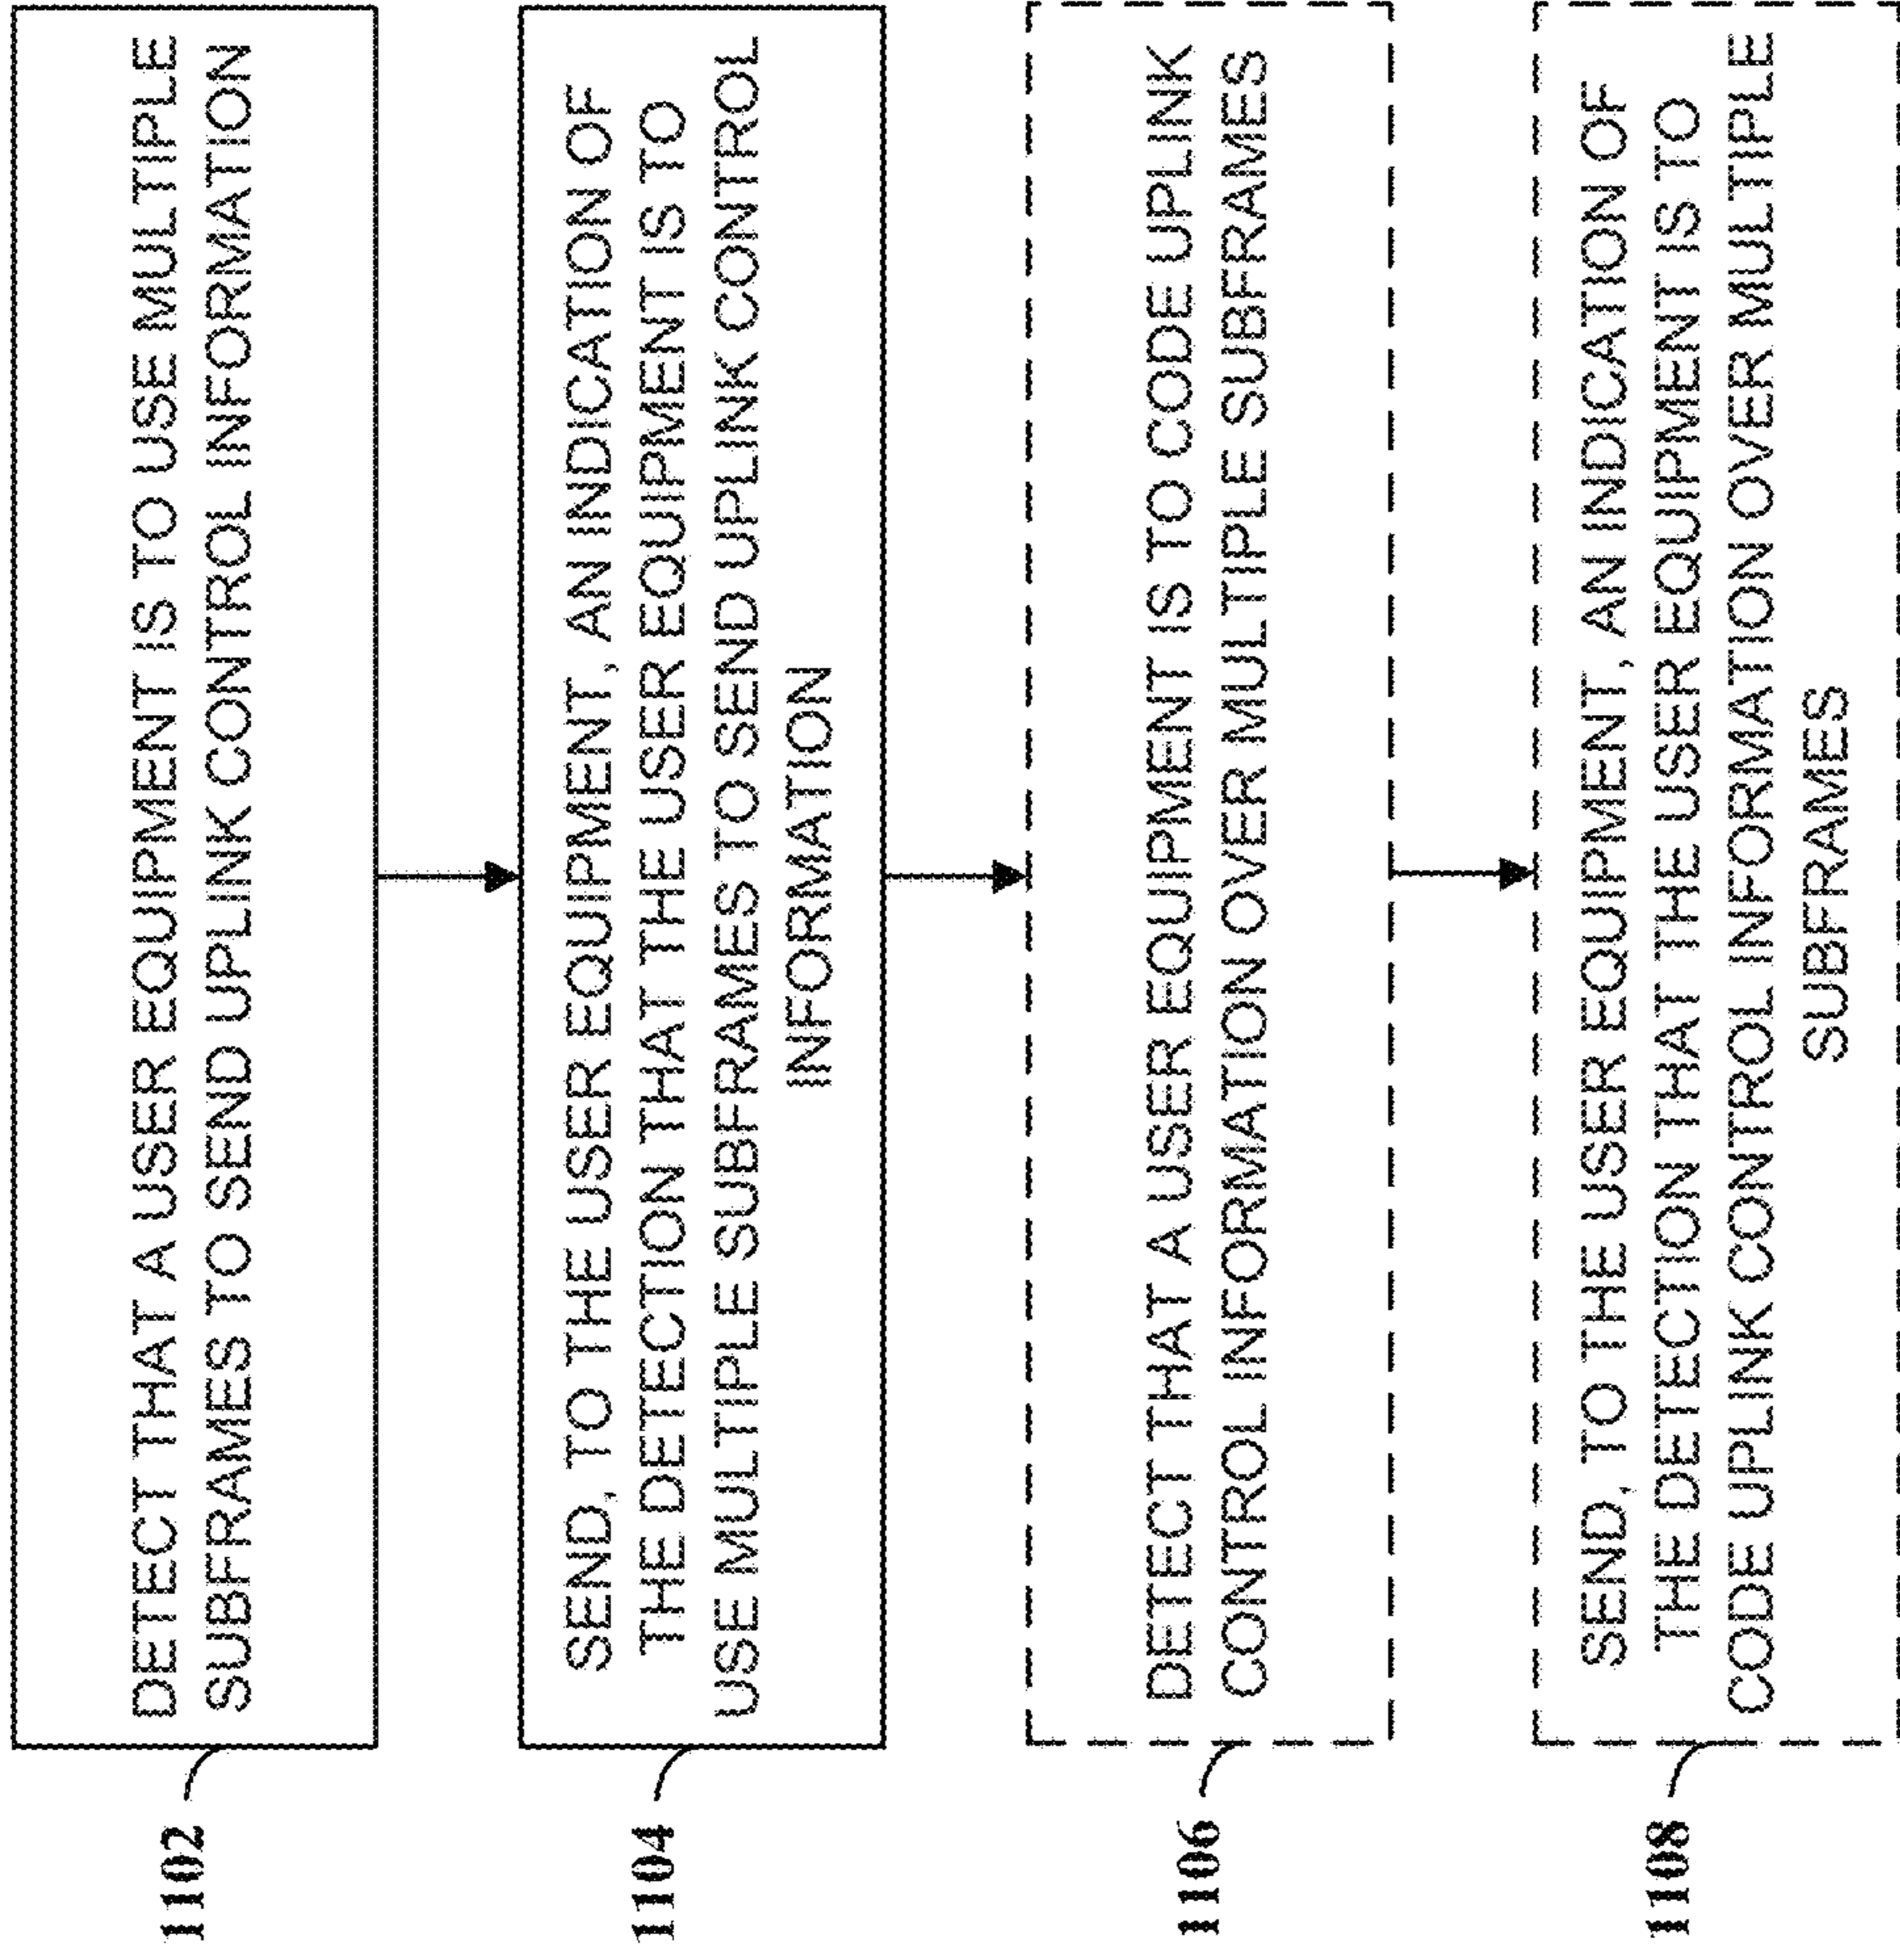 DETECT THAT A USER EQUIPMENT IS TO USE MULTIPLE
SUBFRAMES TO SEND UPLINK CONTROL INFORMATION
1102
SEND, TO THE USER EQUIPMENT, AN INDICATION OF
THE DETECTION THAT THE USER EQUIPMENT IS TO
USE MULTIPLE SUBFRAMES TO SEND UPLINK CONTROL
INFORMATION
1104
DETECT THAT A USER EQUIPMENT IS TO CODE UPLINK
CONTROL INFORMATION OVER MULTIPLE SUBFRAMES
1106
SEND, TO THE USER EQUIPMENT, AN INDICATION OF
THE DETECTION THAT THE USER EQUIPMENT IS TO
CODE UPLINK CONTROL INFORMATION OVER MULTIPLE
SUBFRAMES
1108